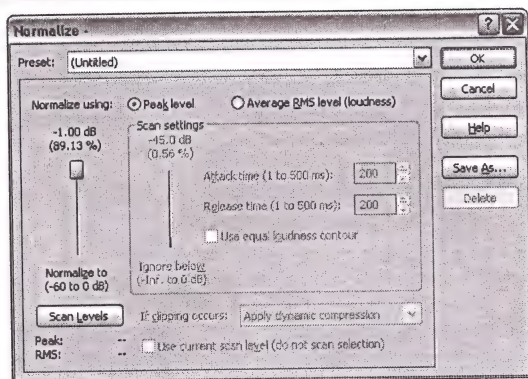 Normalize -
Preset: (Untitled)
OK
Cancel
Help
Save As...
Delete
Normalize using: Peak level Average RMS level (loudness)
-1.00 dB
(89.13 %)
Normalize to
(-60 to 0 dB)
Scan settings
-45.0 dB
(0.56 %)
Attack time (1 to 500 ms): 200
Release time (1 to 500 ms): 200
Use equal loudness contour
Ignore below
(-Inf. to 0 dB)
Scan Levels
If clipping occurs: Apply dynamic compression
Peak: --
RMS: --
Use current scan level (do not scan selection)